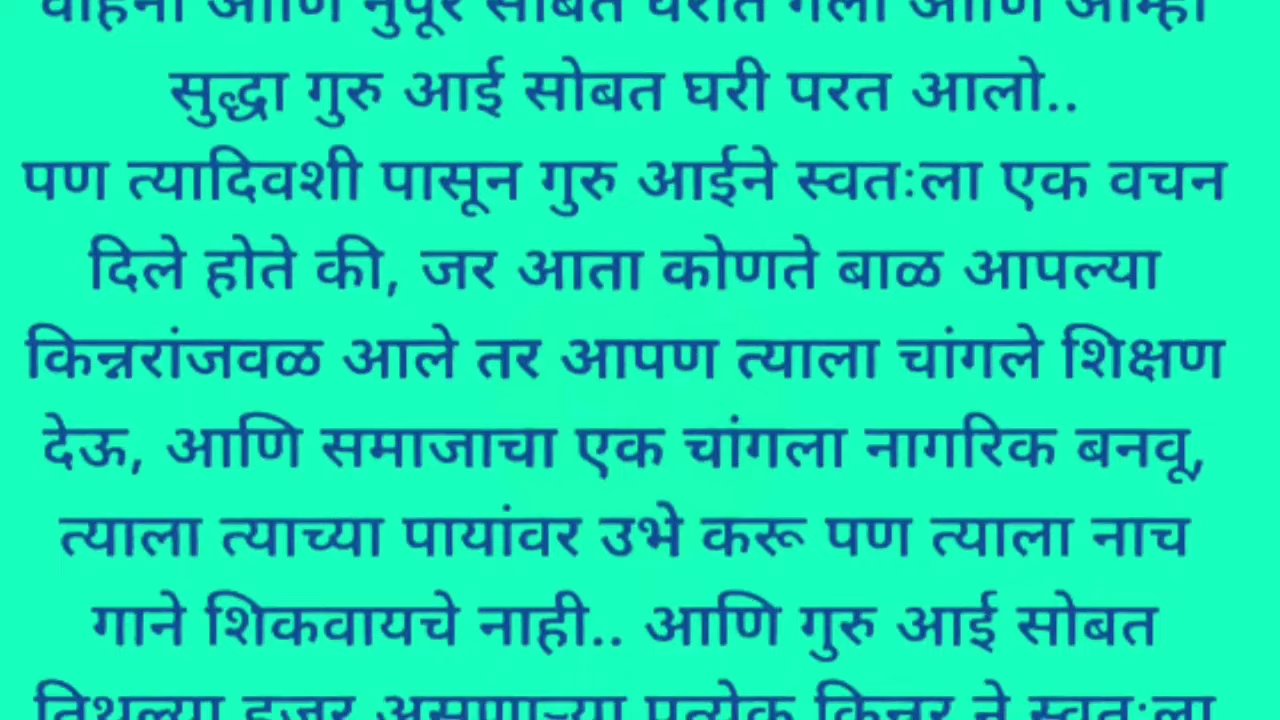 वहिनी आणि नुपूर सोबत घरात गेली आणि आम्ही
सुद्धा गुरु आई सोबत घरी परत आलो..
पण त्यादिवशी पासून गुरु आईने स्वतःला एक वचन
दिले होते की, जर आता कोणते बाळ आपल्या
किन्नरांजवळ आले तर आपण त्याला चांगले शिक्षण
देऊ, आणि समाजाचा एक चांगला नागरिक बनवू,
त्याला त्याच्या पायांवर उभे करू पण त्याला नाच
गाने शिकवायचे नाही.. आणि गुरु आई सोबत
तिथल्या हजर असणाऱ्या प्रत्येक किन्नर ने स्वतःला